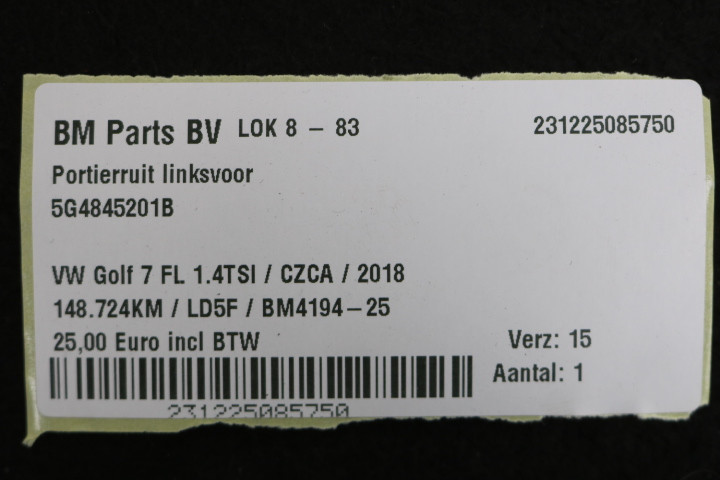 BM Parts BV LOK 8 - 83 231225085750
Portierruit linksvoor
5G4845201B
VW Golf 7 FL 1.4TSI / CZCA / 2018
148.724KM / LD5F / BM4194-25
25,00 Euro incl BTW Verz: 15
Aantal: 1
231225085750